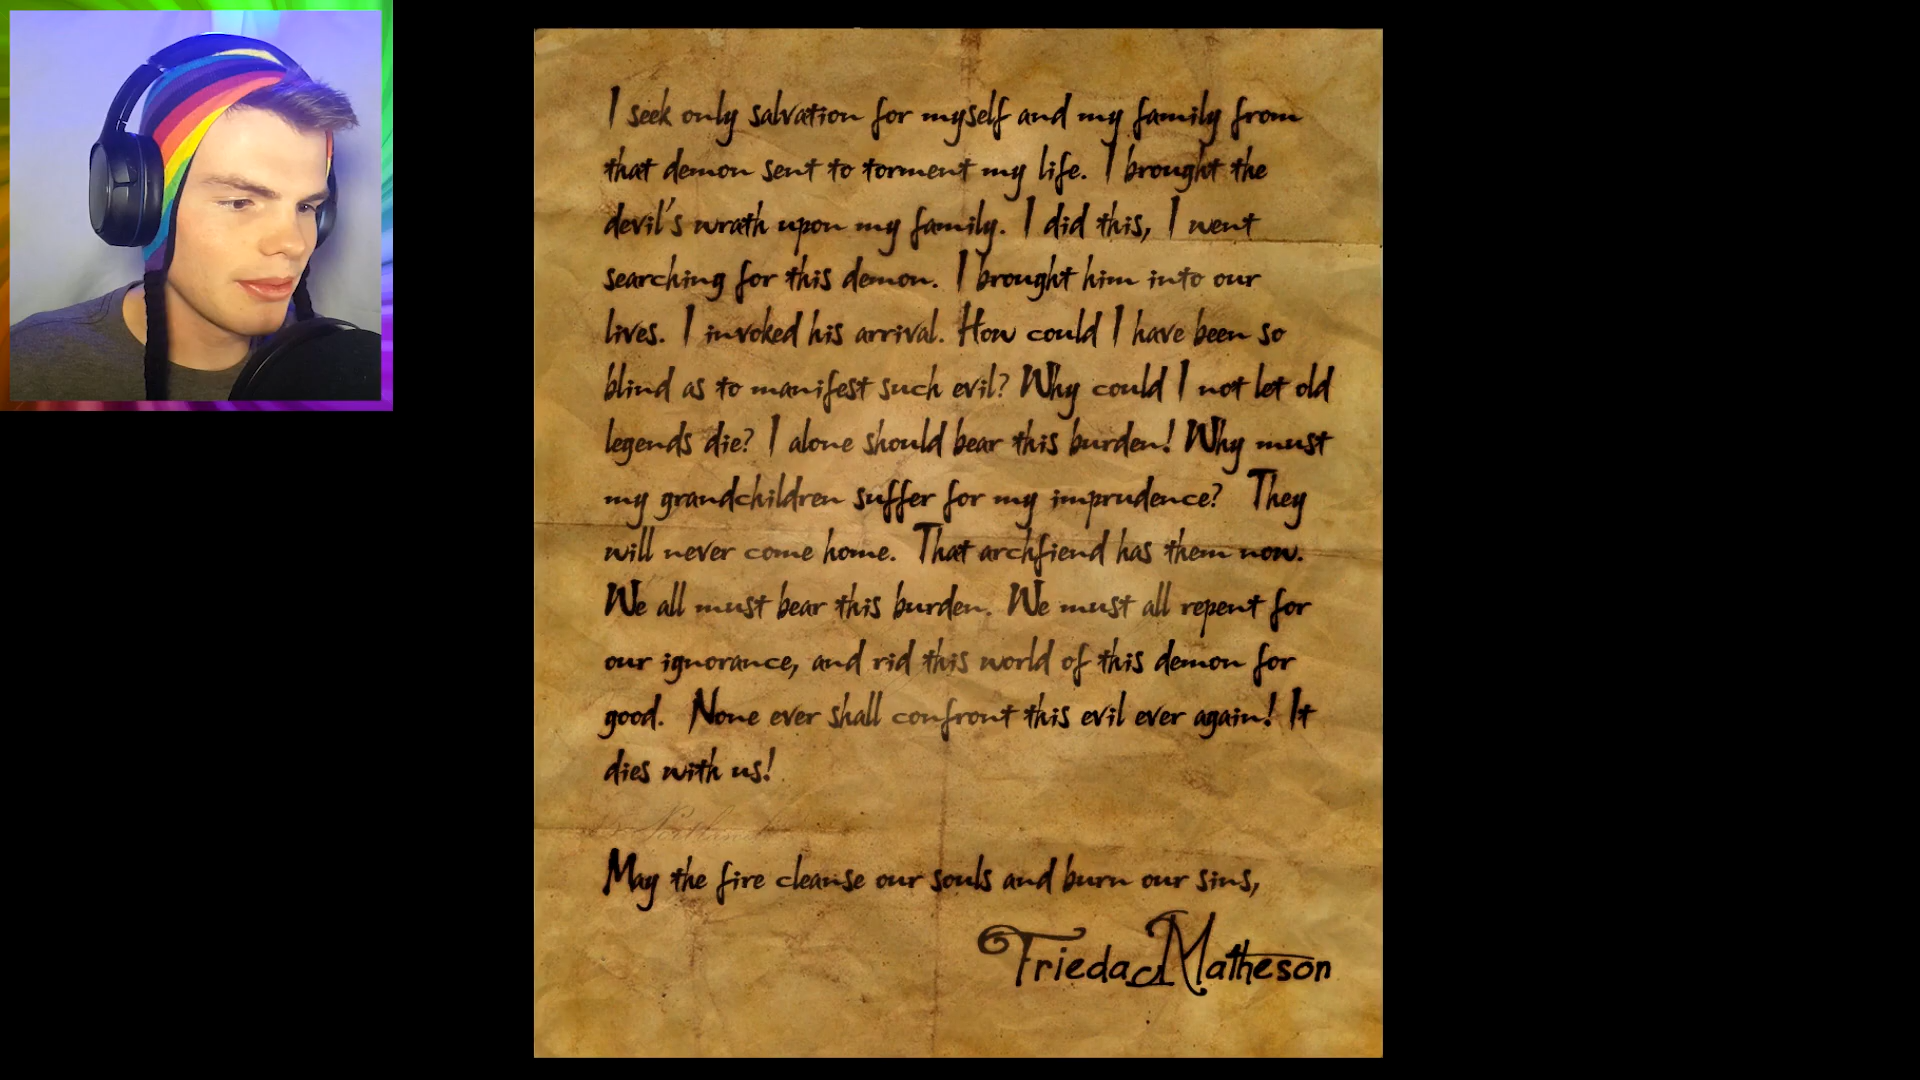 I seek only salvation for myself and my family from
that demon sent to torment my life. I brought the
devil's wrath upon my family. I did this, I went
searching for this demon. I brought him into our
lives. I invoked his arrival. How could I have been so
blind as to manifest such evil? Why could I not let old
legends die? I alone should bear this burden! Why must
my grandchildren suffer for my imprudence? They
will never come home. That archfiend has them now.
We all must bear this burden. We must all repent for
our ignorance, and rid this world of this demon for
good. None ever shall confront this evil ever again! It
dies with us!
May the fire cleanse our souls and burn our sins,
Frieda Matheson